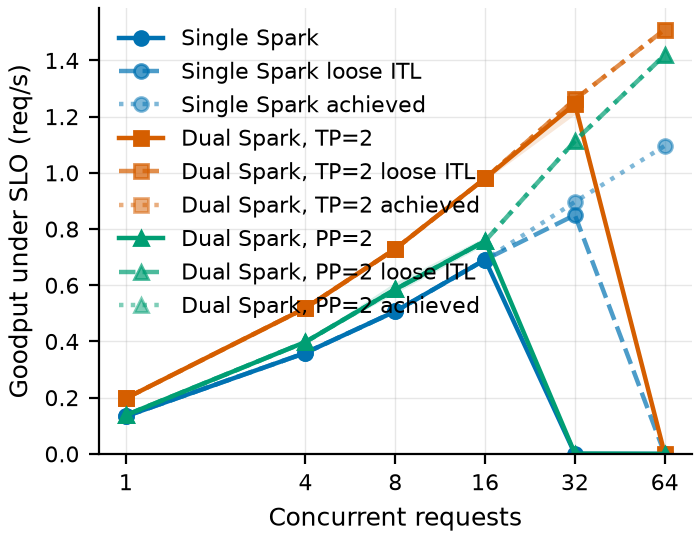 Goodput under SLO (req/s)
1.4
1.2
1.0
0.8
0.6
0.4
0.2
0.0
Single Spark
Single Spark loose ITL
Single Spark achieved
Dual Spark, TP=2
Dual Spark, TP=2 loose ITL
Dual Spark, TP=2 achieved
Dual Spark, PP=2
Dual Spark, PP=2 loose ITL
Dual Spark, PP=2 achieved
1 4 8 16 32 64
Concurrent requests